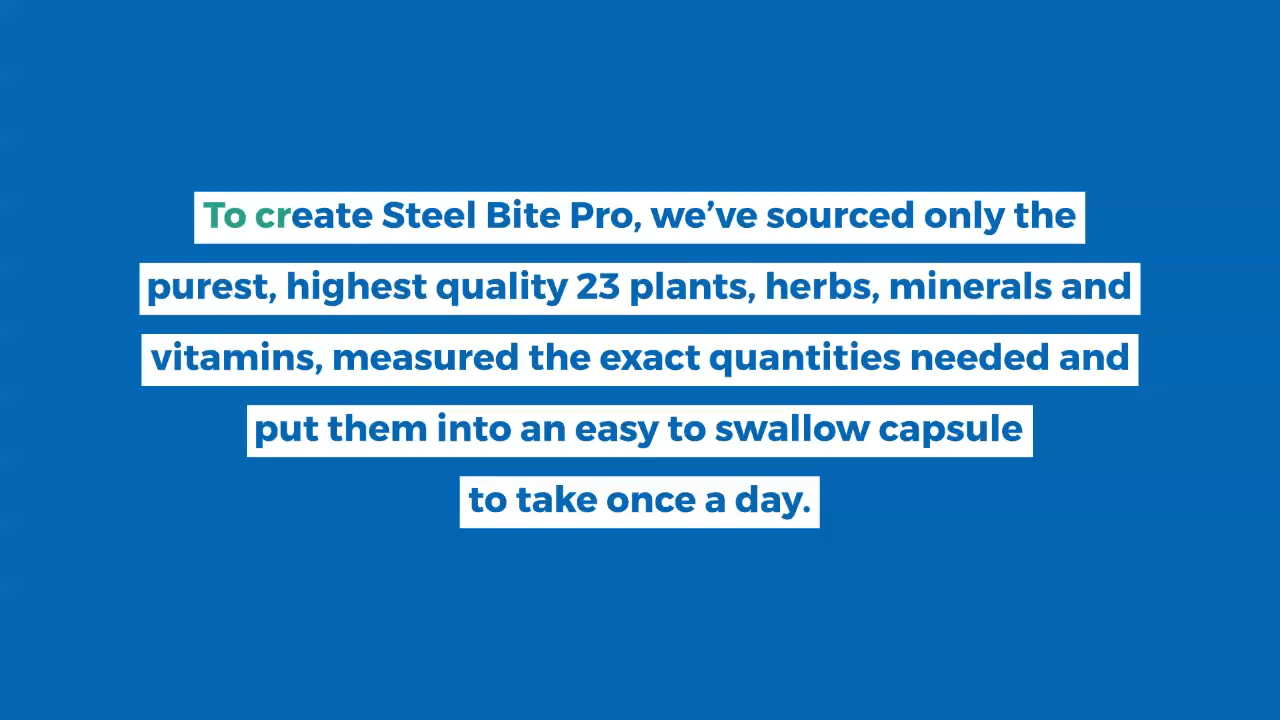 To create Steel Bite Pro, we’ve sourced only the
purest, highest quality 23 plants, herbs, minerals and
vitamins, measured the exact quantities needed and
put them into an easy to swallow capsule
to take once a day.